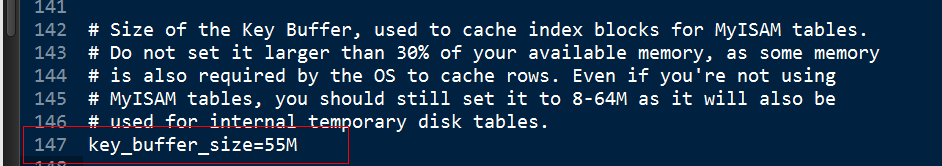 141
142 # Size of the Key Buffer, used to cache index blocks for MyISAM tables.
143 # Do not set it larger than 30% of your available memory, as some memory
144 # is also required by the OS to cache rows. Even if you're not using
145 # MyISAM tables, you should still set it to 8-64M as it will also be
146 # used for internal temporary disk tables.
147 key_buffer_size=55M
148